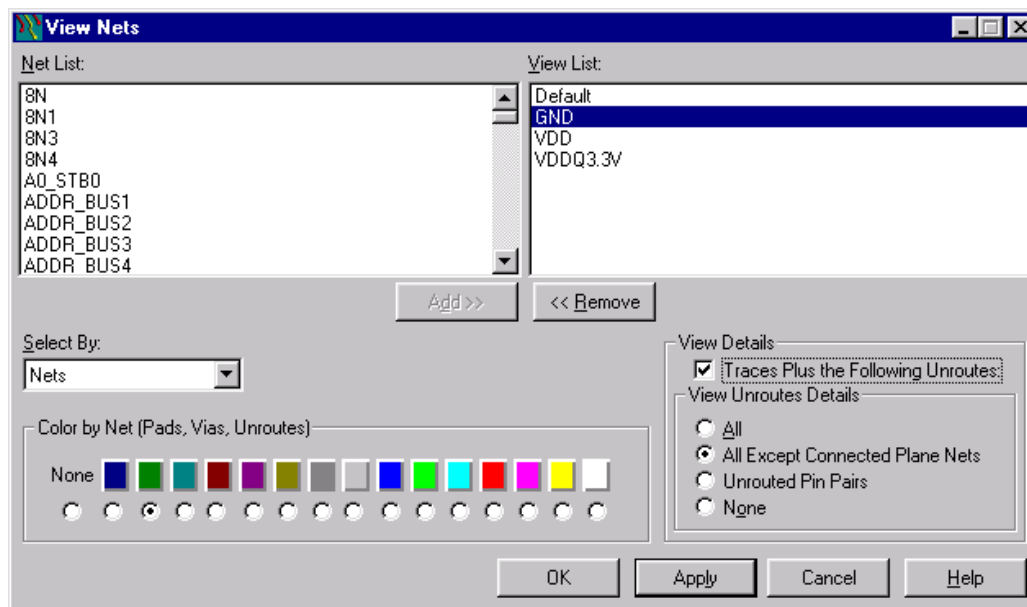 View Nets
Net List:
8N
8N1
8N3
8N4
A0_STB0
ADDR_BUS1
ADDR_BUS2
ADDR_BUS3
ADDR_BUS4
View List:
Default
GND
VDD
VDDQ3.3V
Add >>
<< Remove
Select By:
Nets
Color by Net (Pads, Vias, Unroutes)
None
View Details
Traces Plus the Following Unroutes:
View Unroutes Details
All
All Except Connected Plane Nets
Unrouted Pin Pairs
None
OK
Apply
Cancel
Help